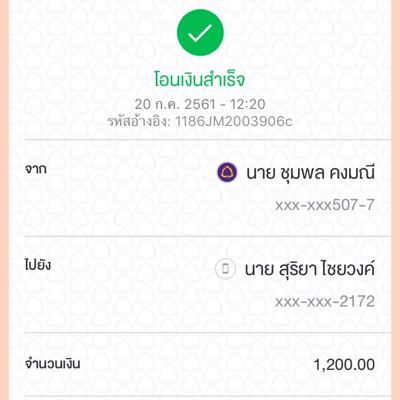 โอนเงินสำเร็จ
20 ก.ค. 2561 - 12:20
รหัสอ้างอิง: 1186JM2003906c
จาก
นาย ชุมพล คงมณี
xxx-xxx507-7
ไปยัง
นาย สุริยา ไชยวงค์
xxx-xxx-2172
จำนวนเงิน
1,200.00